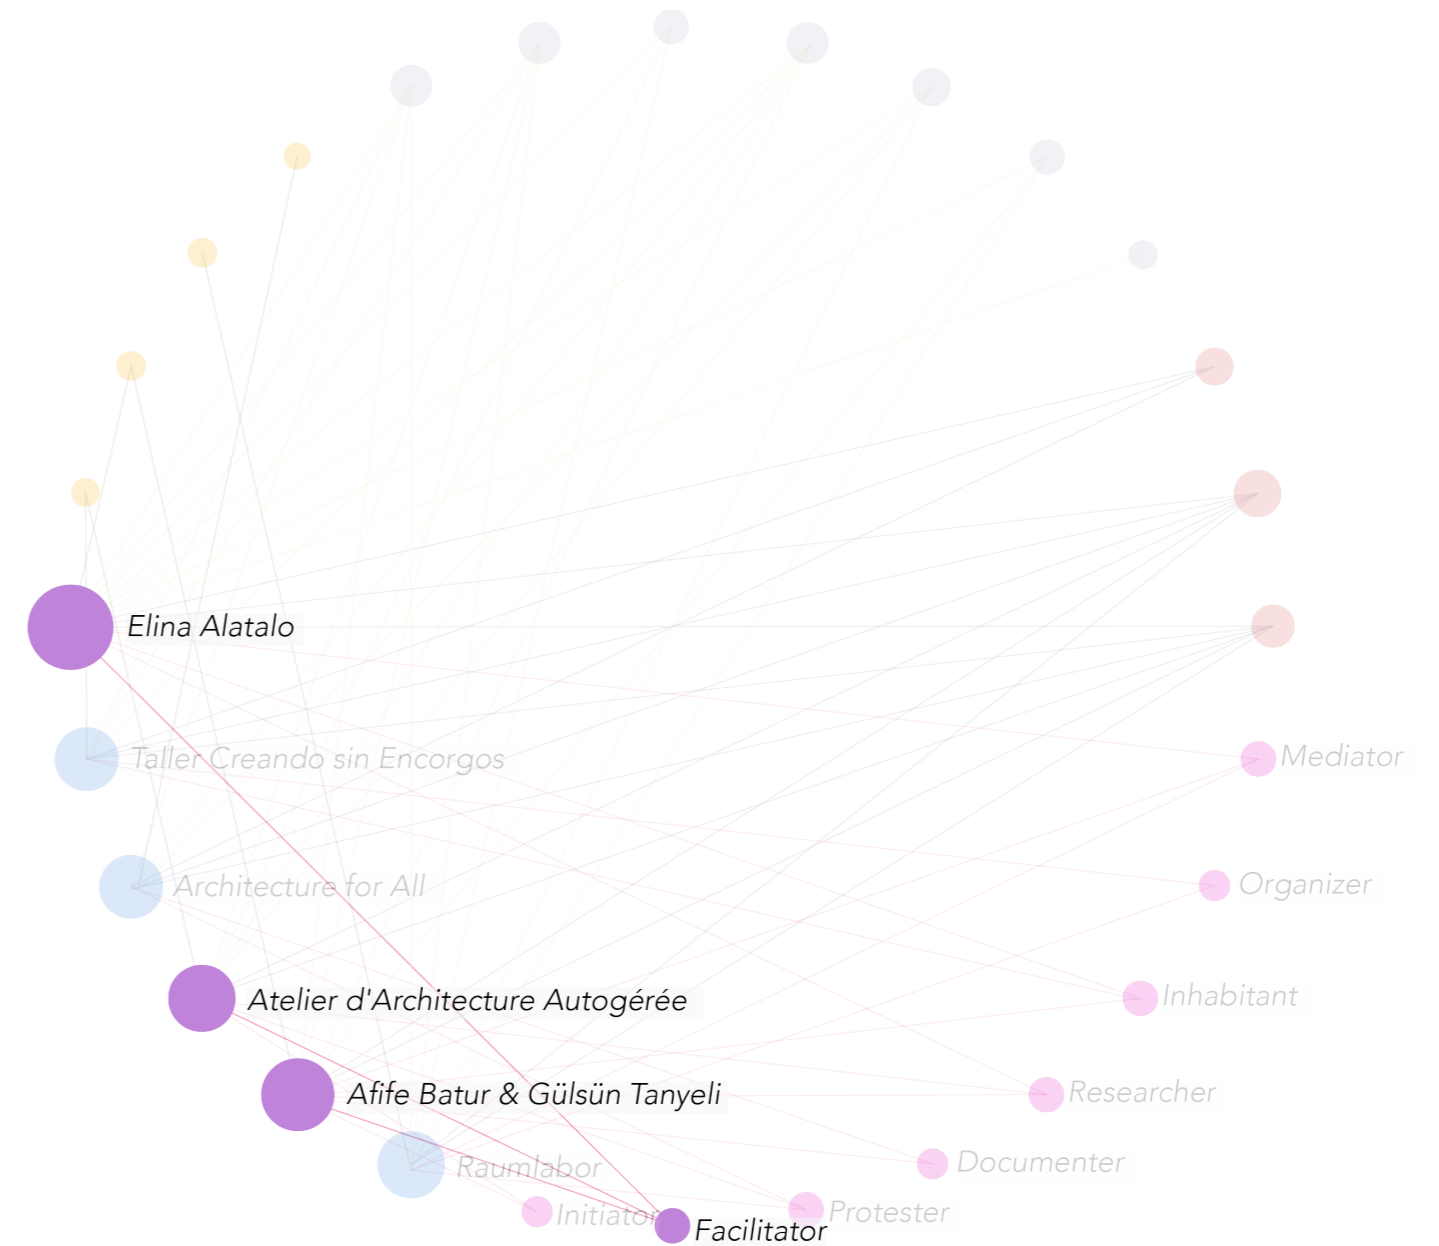 Elina Alatalo
Taller Creando sin Encorgos
Mediator
Architecture for All
Organizer
Atelier d'Architecture Autogérée
Inhabitant
Afife Batur & Gülsün Tanyeli
Researcher
Raumlabor
Documenter
Initiator
Protester
Facilitator